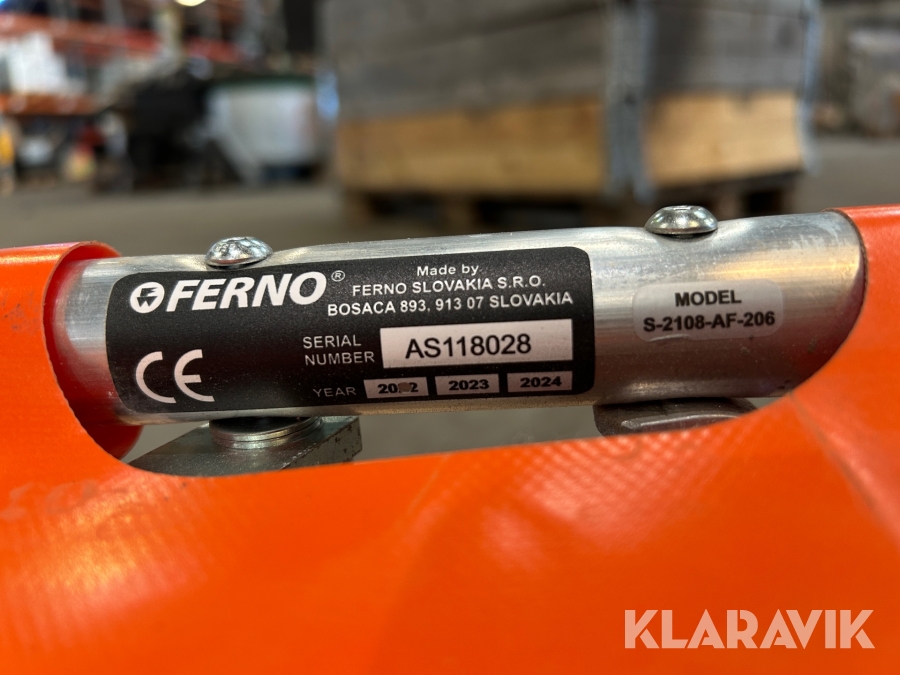 FERNO®
Made by
FERNO SLOVAKIA S.R.O.
BOSACA 893, 913 07 SLOVAKIA
SERIAL
NUMBER
AS118028
CE
YEAR 2022 2023 2024
MODEL
S-2108-AF-206
KLARAVIK